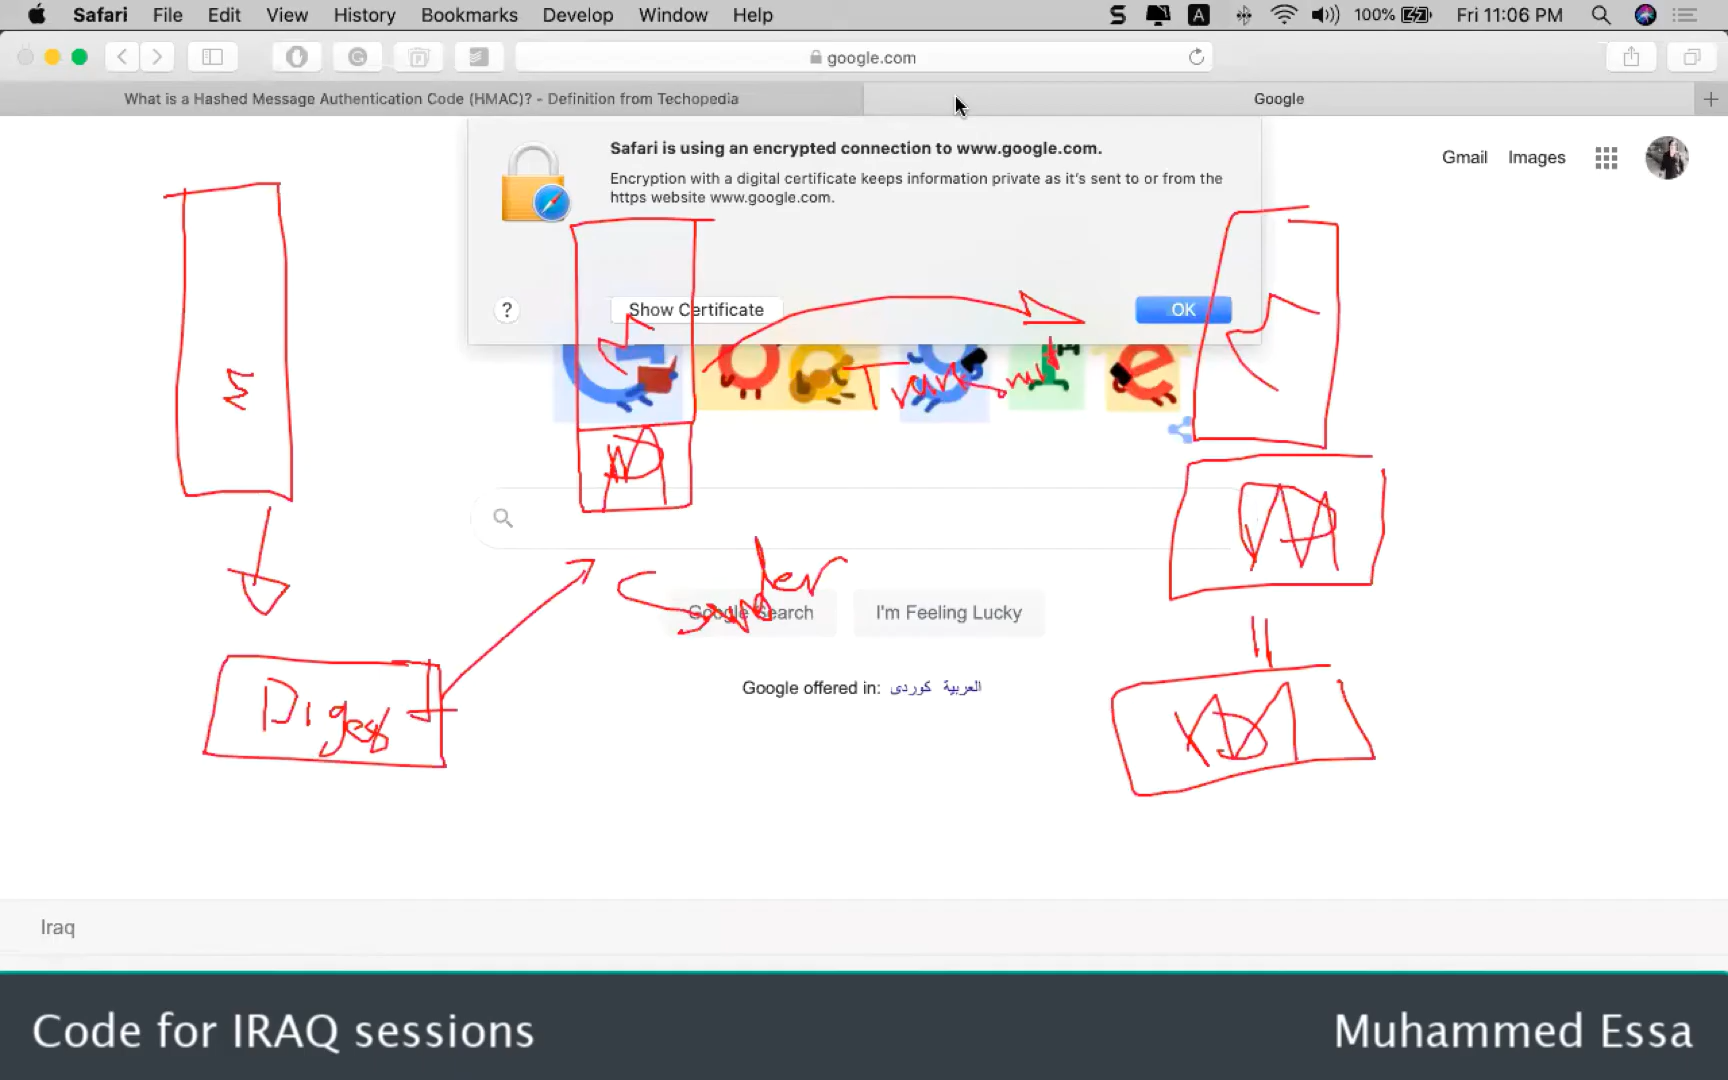 Safari File Edit View History Bookmarks Develop Window Help S A 100% Fri 11:06 PM
google.com
What is a Hashed Message Authentication Code (HMAC)? - Definition from Techopedia
Google
Safari is using an encrypted connection to www.google.com.
Encryption with a digital certificate keeps information private as it's sent to or from the
https website www.google.com.
? Show Certificate OK
Gmail Images
Transmit
Sender
Google Search I'm Feeling Lucky
Google offered in: العربية كوردی
Digest
Iraq
Code for IRAQ sessions
Muhammed Essa